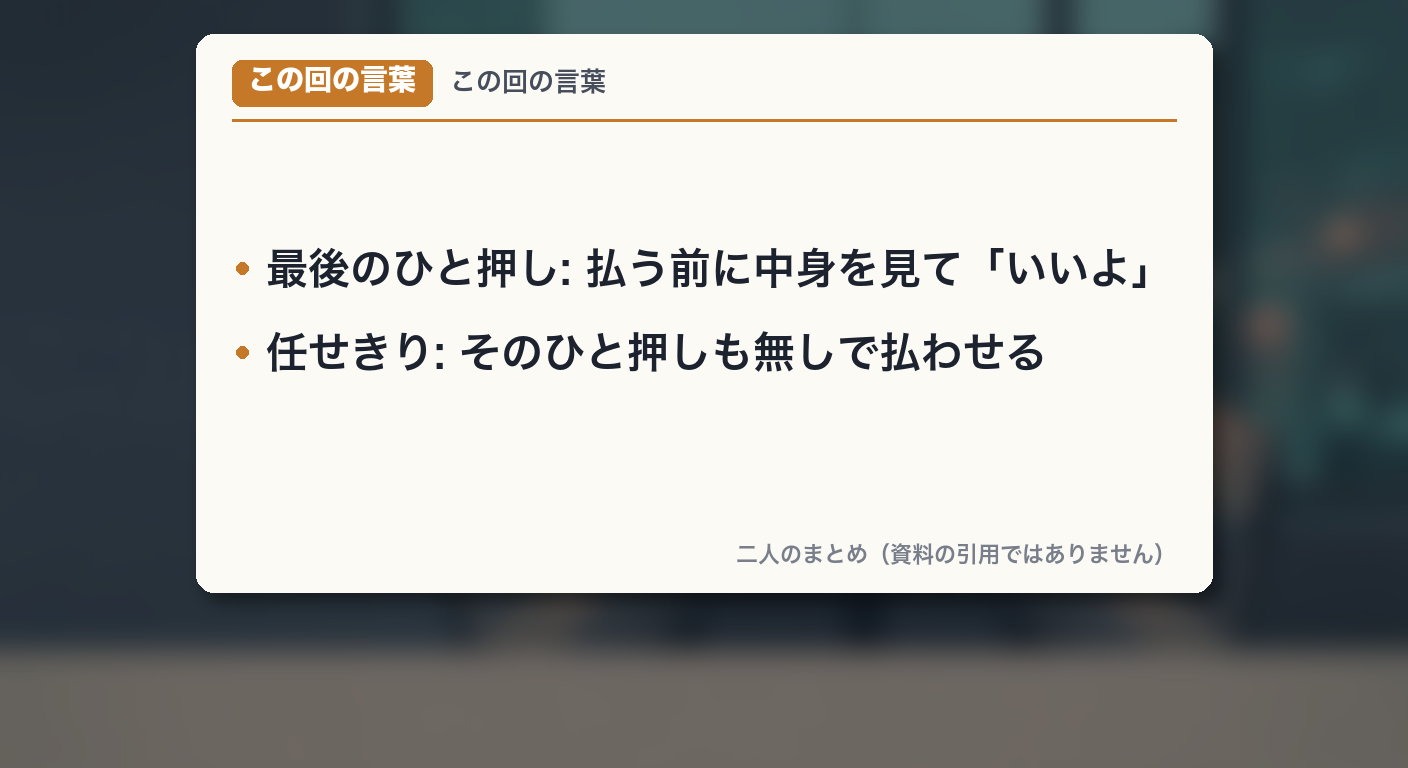 この回の言葉 この回の言葉
• 最後のひと押し: 払う前に中身を見て「いいよ」
• 任せきり: そのひと押しも無しで払わせる
二人のまとめ（資料の引用ではありません）